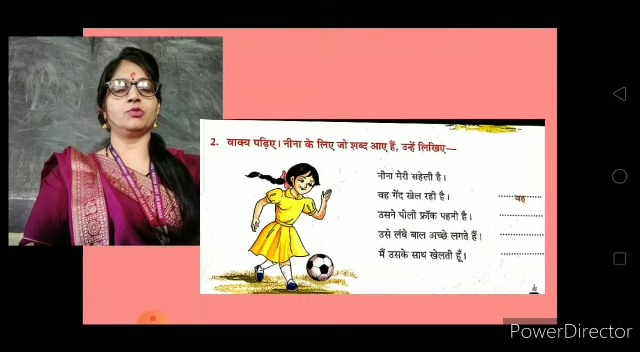 2. वाक्य पढ़िए। नीना के लिए जो शब्द आए हैं, उन्हें लिखिए—
नीना मेरी सहेली है।
वह गेंद खेल रही है। वह
उसने पीली फ्रॉक पहनी है।
उसे लंबे बाल अच्छे लगते हैं।
मैं उसके साथ खेलती हूँ।
PowerDirector